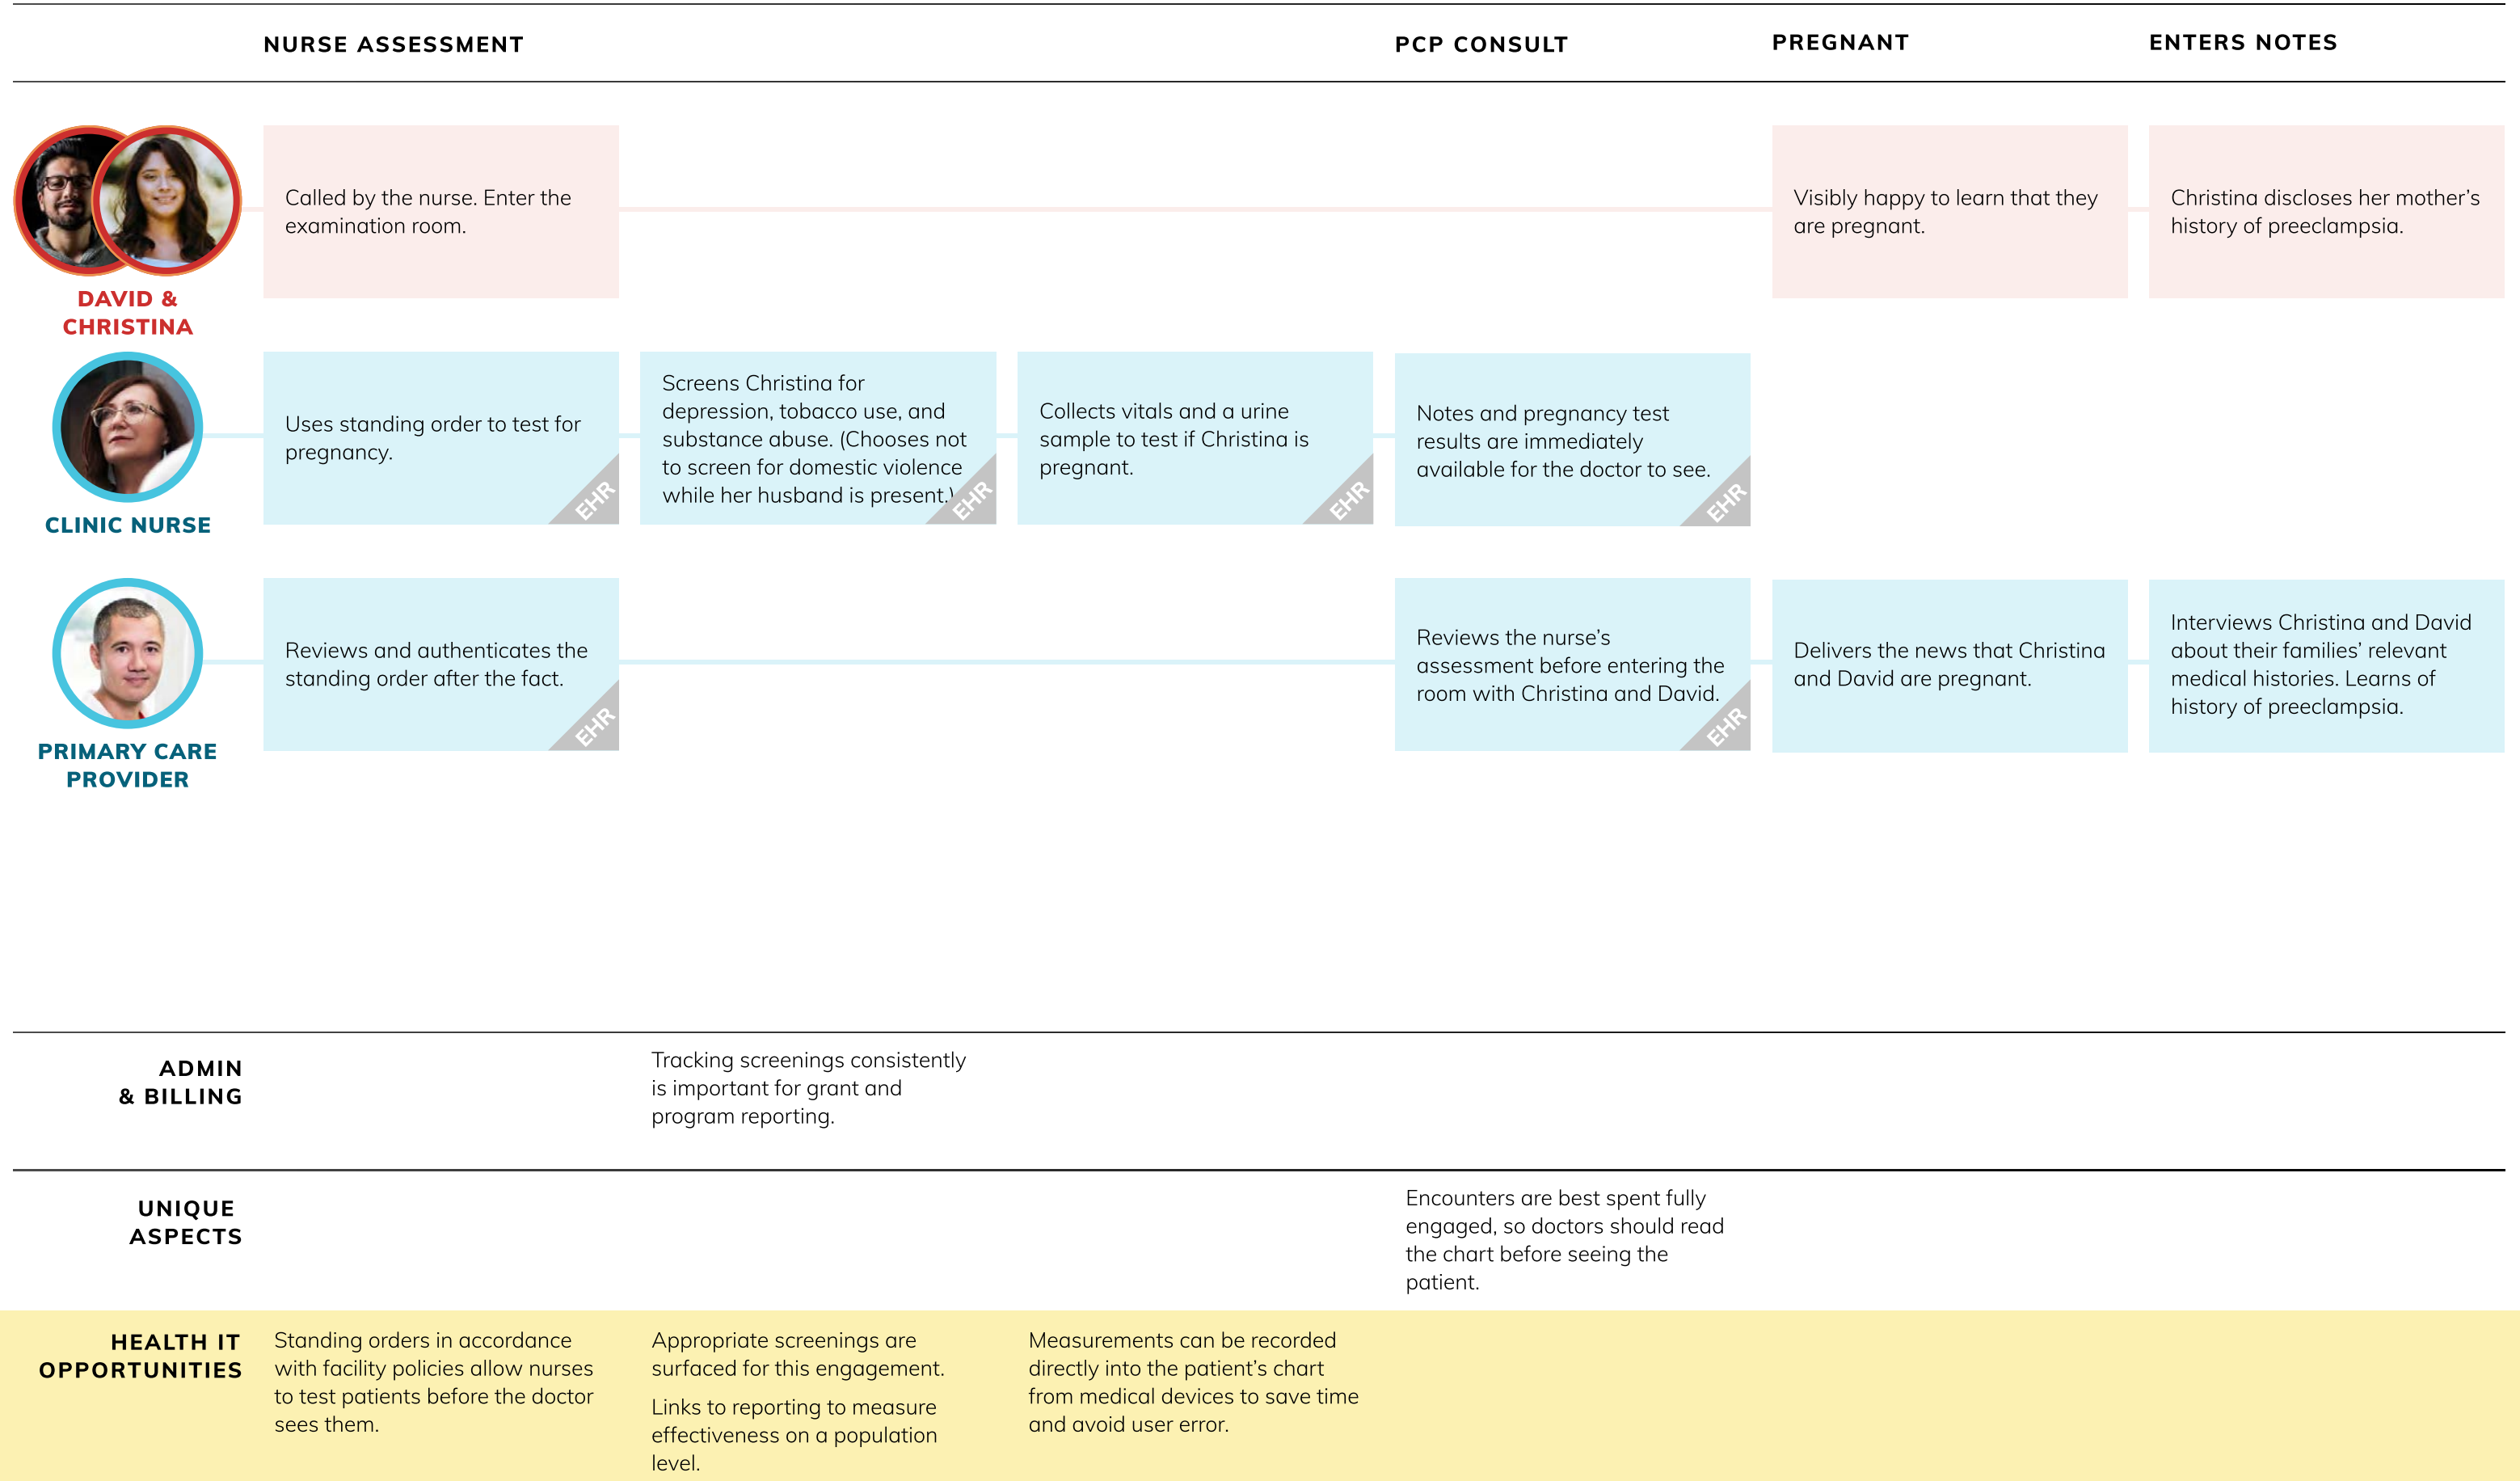 NURSE ASSESSMENT
PCP CONSULT
PREGNANT
ENTERS NOTES
DAVID &
CHRISTINA
Called by the nurse. Enter the
examination room.
Visibly happy to learn that they
are pregnant.
Christina discloses her mother's
history of preeclampsia.
CLINIC NURSE
Uses standing order to test for
pregnancy.
EHR
Screens Christina for
depression, tobacco use, and
substance abuse. (Chooses not
to screen for domestic violence
while her husband is present.)
EHR
Collects vitals and a urine
sample to test if Christina is
pregnant.
EHR
Notes and pregnancy test
results are immediately
available for the doctor to see.
EHR
PRIMARY CARE
PROVIDER
Reviews and authenticates the
standing order after the fact.
EHR
Reviews the nurse's
assessment before entering the
room with Christina and David.
EHR
Delivers the news that Christina
and David are pregnant.
Interviews Christina and David
about their families' relevant
medical histories. Learns of
history of preeclampsia.
ADMIN
& BILLING
Tracking screenings consistently
is important for grant and
program reporting.
UNIQUE
ASPECTS
Encounters are best spent fully
engaged, so doctors should read
the chart before seeing the
patient.
HEALTH IT
OPPORTUNITIES
Standing orders in accordance
with facility policies allow nurses
to test patients before the doctor
sees them.
Appropriate screenings are
surfaced for this engagement.
Links to reporting to measure
effectiveness on a population
level.
Measurements can be recorded
directly into the patient's chart
from medical devices to save time
and avoid user error.